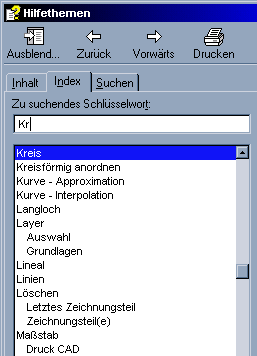 Hilfethemen
Ausblend... Zurück Vorwärts Drucken
Inhalt Index Suchen
Zu suchendes Schlüsselwort:
Kr
Kreis
Kreisförmig anordnen
Kurve - Approximation
Kurve - Interpolation
Langloch
Layer
Auswahl
Grundlagen
Lineal
Linien
Löschen
Letztes Zeichnungsteil
Zeichnungsteil(e)
Maßstab
Druck CAD